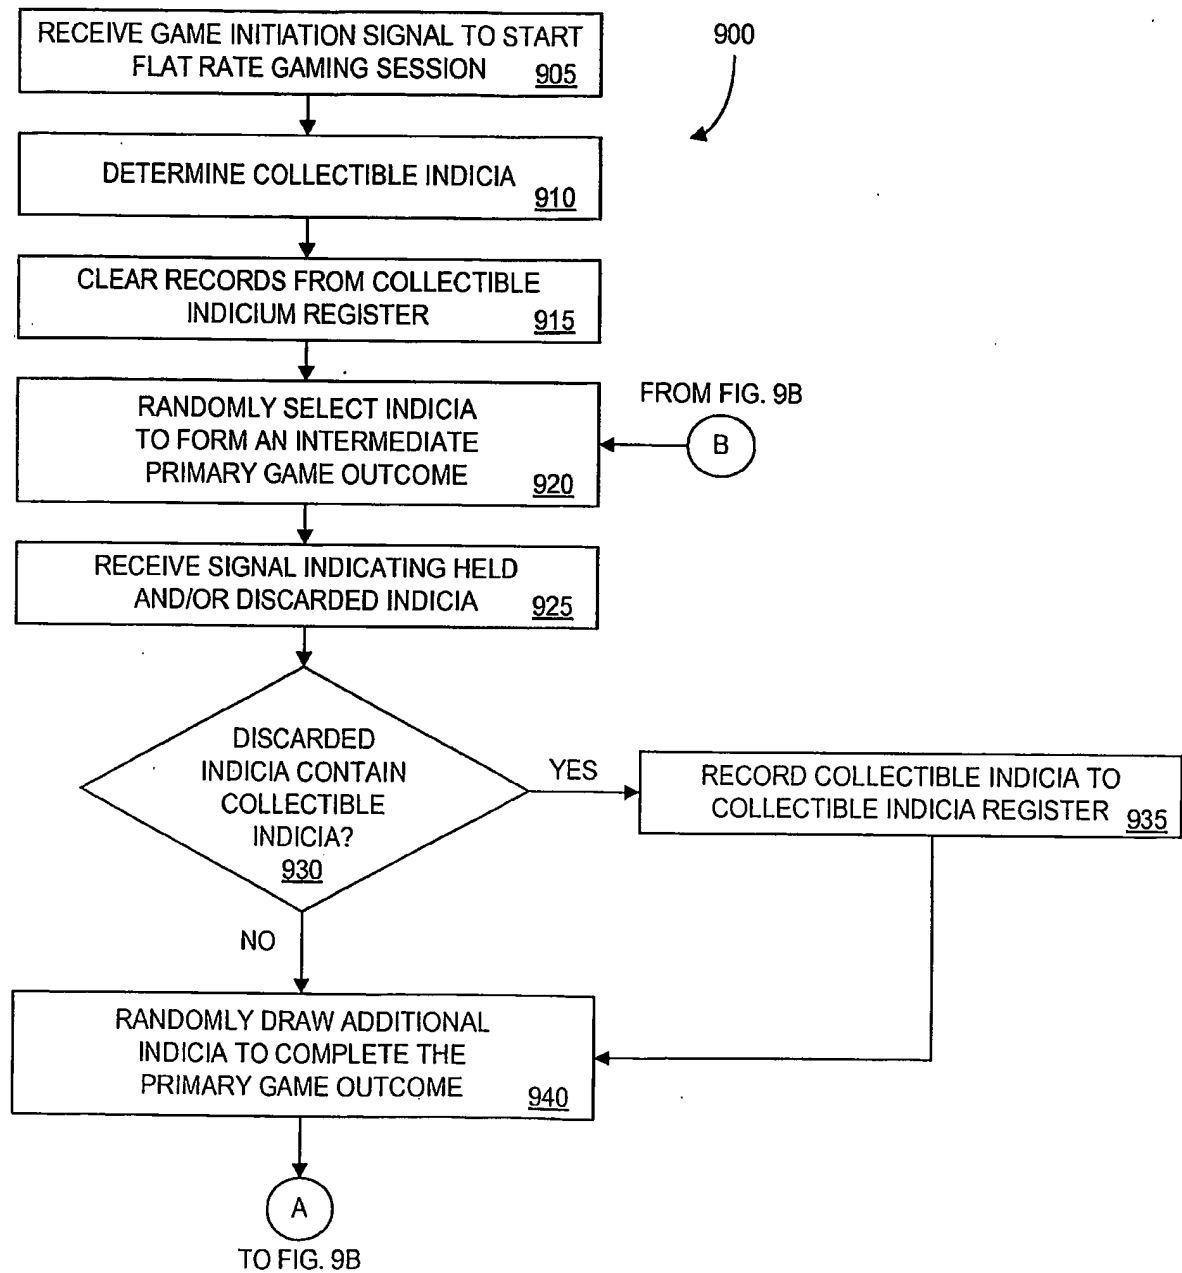 RECEIVE GAME INITIATION SIGNAL TO START
FLAT RATE GAMING SESSION 905
900
DETERMINE COLLECTIBLE INDICIA
910
CLEAR RECORDS FROM COLLECTIBLE
INDICIUM REGISTER 915
RANDOMLY SELECT INDICIA
TO FORM AN INTERMEDIATE
PRIMARY GAME OUTCOME 920
FROM FIG. 9B
B
RECEIVE SIGNAL INDICATING HELD
AND/OR DISCARDED INDICIA 925
DISCARDED
INDICIA CONTAIN
COLLECTIBLE
INDICIA?
930
YES
RECORD COLLECTIBLE INDICIA TO
COLLECTIBLE INDICIA REGISTER 935
NO
RANDOMLY DRAW ADDITIONAL
INDICIA TO COMPLETE THE
PRIMARY GAME OUTCOME 940
A
TO FIG. 9B